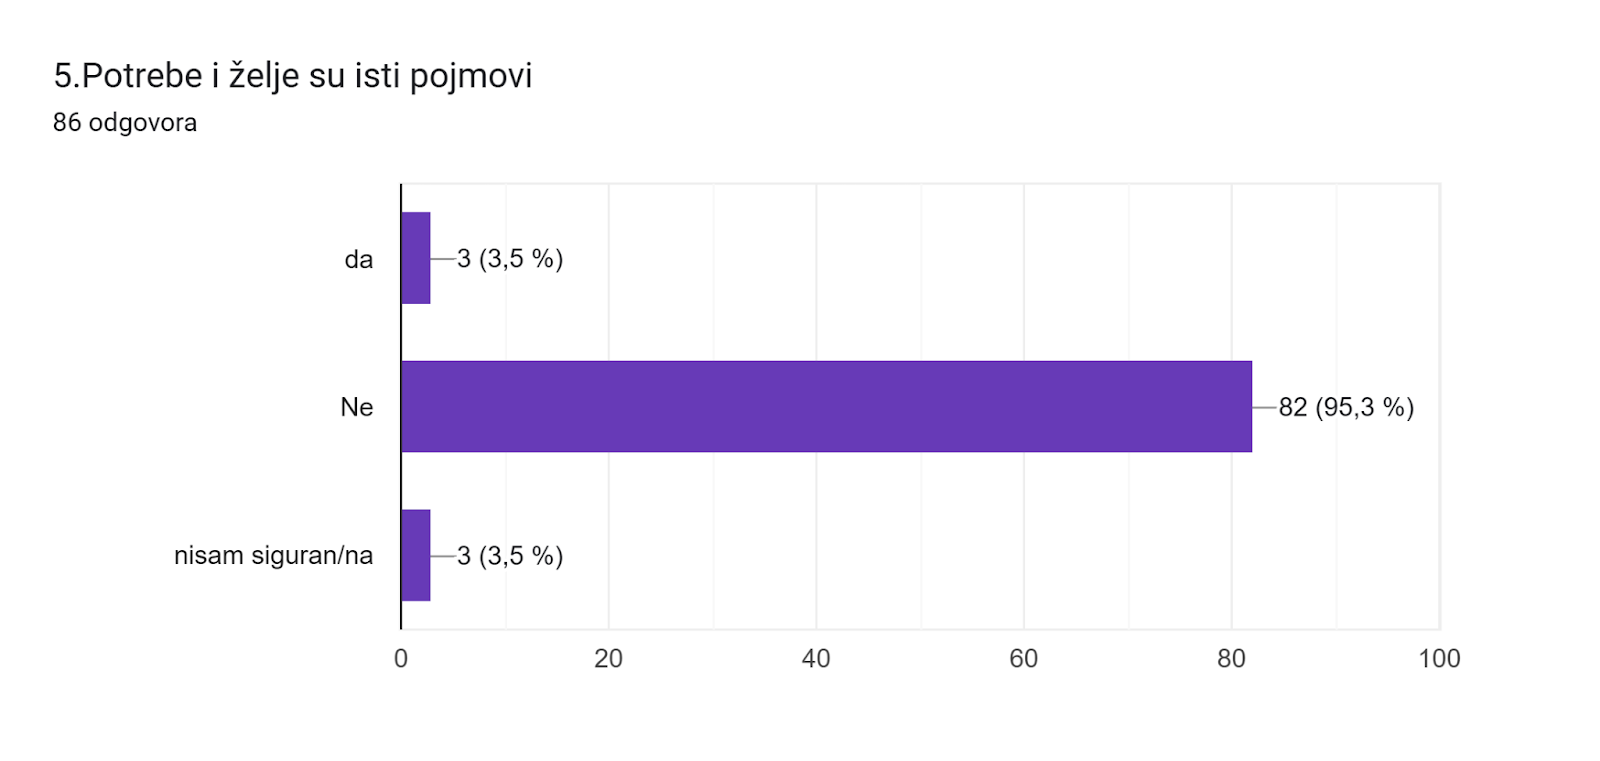 5.Potrebe i želje su isti pojmovi
86 odgovora
da
3 (3,5 %)
Ne
82 (95,3 %)
nisam siguran/na
3 (3,5 %)
0 20 40 60 80 100